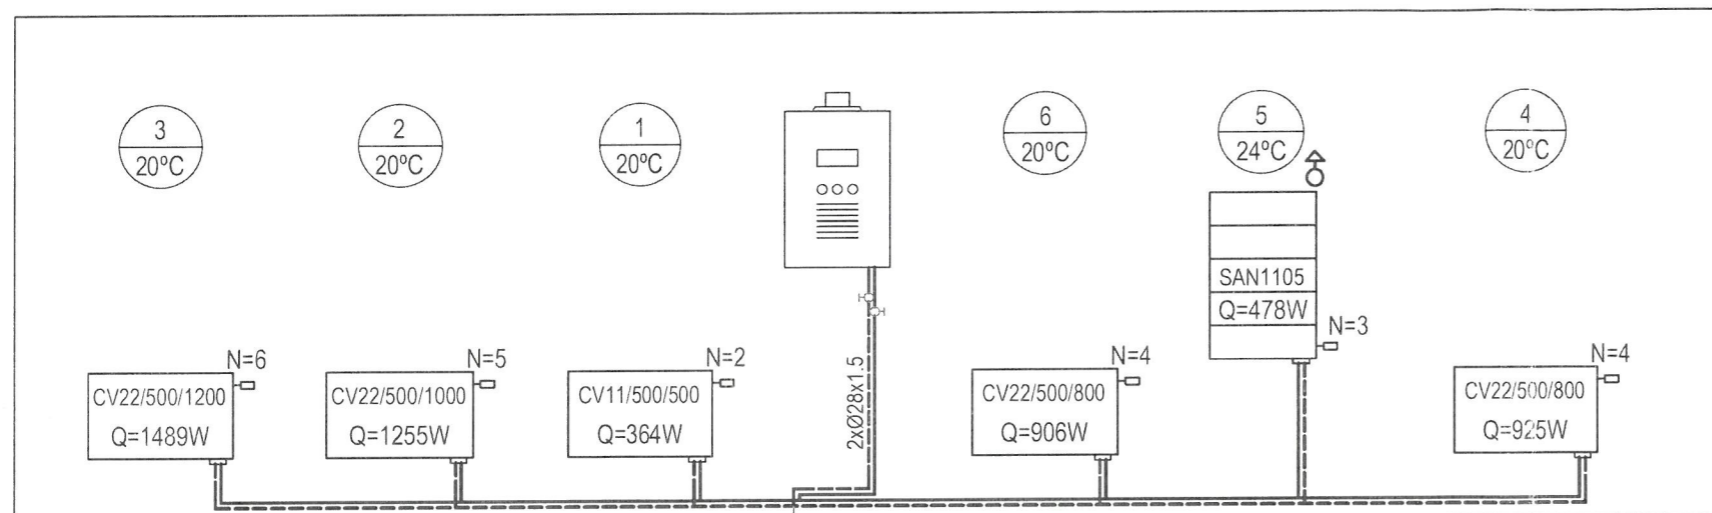 3
20ºC
2
20ºC
1
20ºC
6
20ºC
5
24ºC
4
20ºC
SAN1105
Q=478W
N=3
N=6
CV22/500/1200
Q=1489W
N=5
CV22/500/1000
Q=1255W
N=2
CV11/500/500
Q=364W
2xØ28x1.5
N=4
CV22/500/800
Q=906W
N=4
CV22/500/800
Q=925W